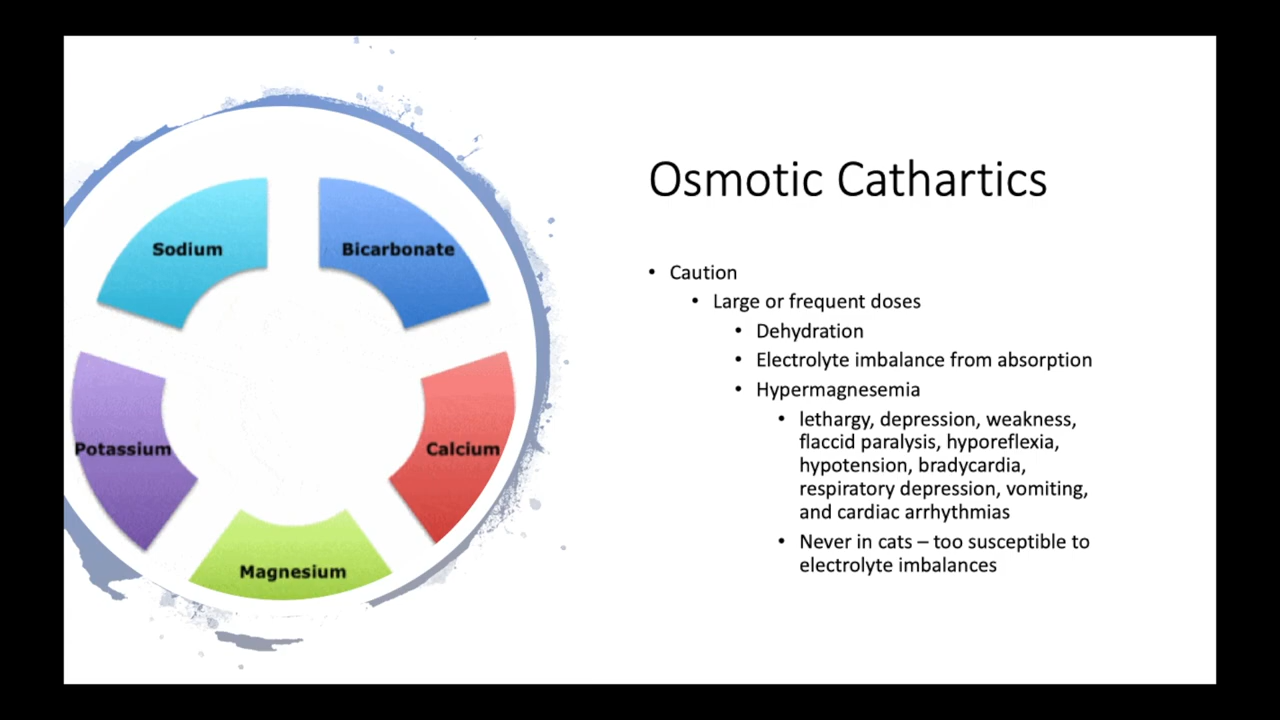 Sodium
Bicarbonate
Potassium
Calcium
Magnesium
Osmotic Cathartics
• Caution
• Large or frequent doses
• Dehydration
• Electrolyte imbalance from absorption
• Hypermagnesemia
• lethargy, depression, weakness,
flaccid paralysis, hyporeflexia,
hypotension, bradycardia,
respiratory depression, vomiting,
and cardiac arrhythmias
• Never in cats – too susceptible to
electrolyte imbalances